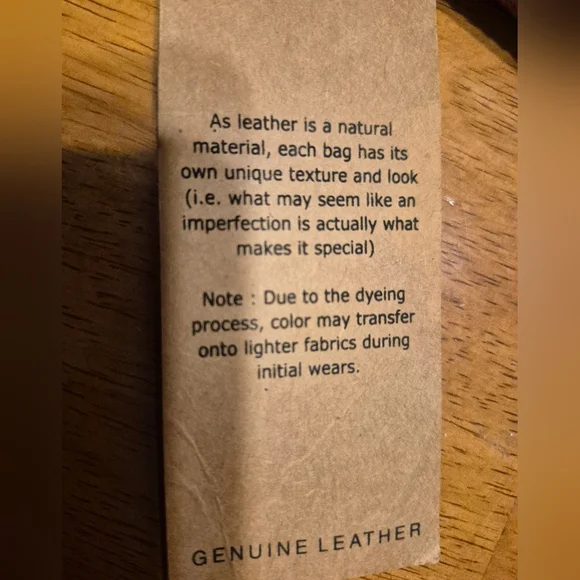 As leather is a natural
material, each bag has its
own unique texture and look
(i.e. what may seem like an
imperfection is actually what
makes it special)
Note : Due to the dyeing
process, color may transfer
onto lighter fabrics during
initial wears.
GENUINE LEATHER